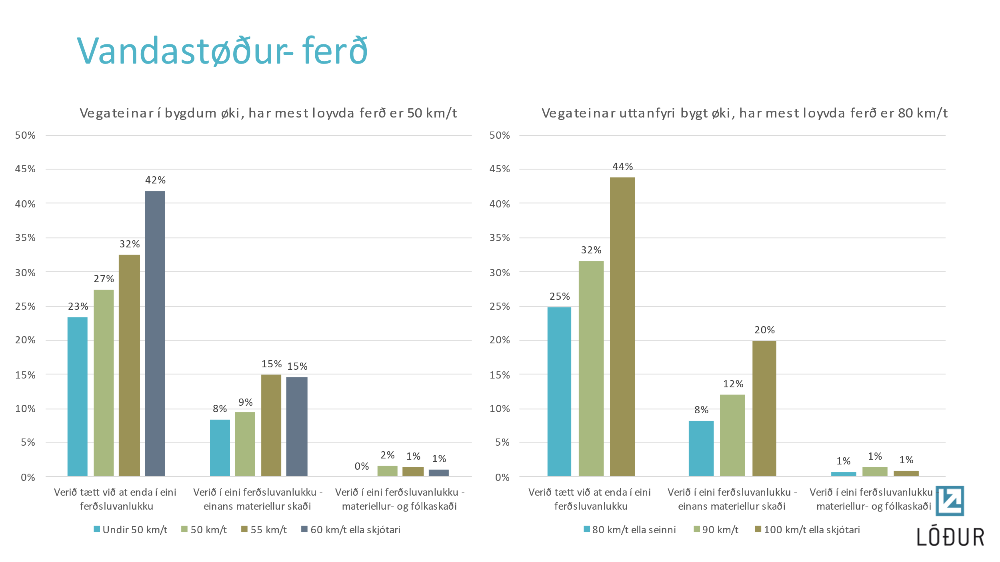 Vandastøður- ferð
Vegateinar í bygdum øki, har mest loyvda ferð er 50 km/t
50%
45%
40%
35%
30%
25%
20%
15%
10%
5%
0%
23%
27%
32%
42%
8%
9%
15%
15%
0%
2%
1%
1%
Verið tætt við at enda í eini
ferðsluvanlukku
Verið í eini ferðsluvanlukku -
einans materiellur skaði
Verið í eini ferðsluvanlukku -
materiellur- og fólkaskaði
Undir 50 km/t
50 km/t
55 km/t
60 km/t ella skjótari
Vegateinar uttanfyri bygt øki, har mest loyvda ferð er 80 km/t
50%
45%
40%
35%
30%
25%
20%
15%
10%
5%
0%
25%
32%
44%
8%
12%
20%
1%
1%
1%
Verið tætt við at enda í eini
ferðsluvanlukku
Verið í eini ferðsluvanlukku -
einans materiellur skaði
Verið í eini ferðsluvanlukku -
materiellur- og fólkaskaði
80 km/t ella seinni
90 km/t
100 km/t ella skjótari
LÓÐUR